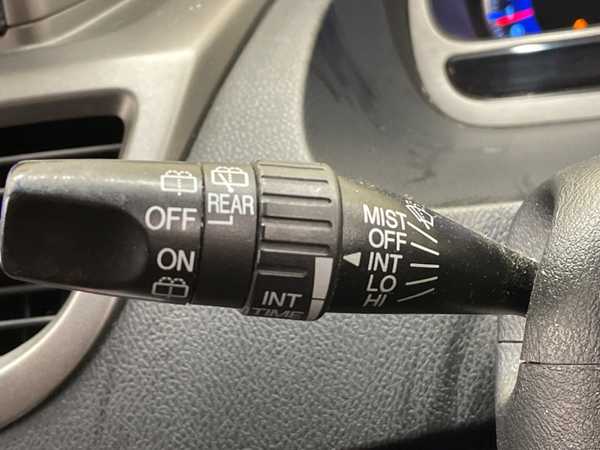 OFF
ON
REAR
INT
TIME
MIST
OFF
INT
LO
HI